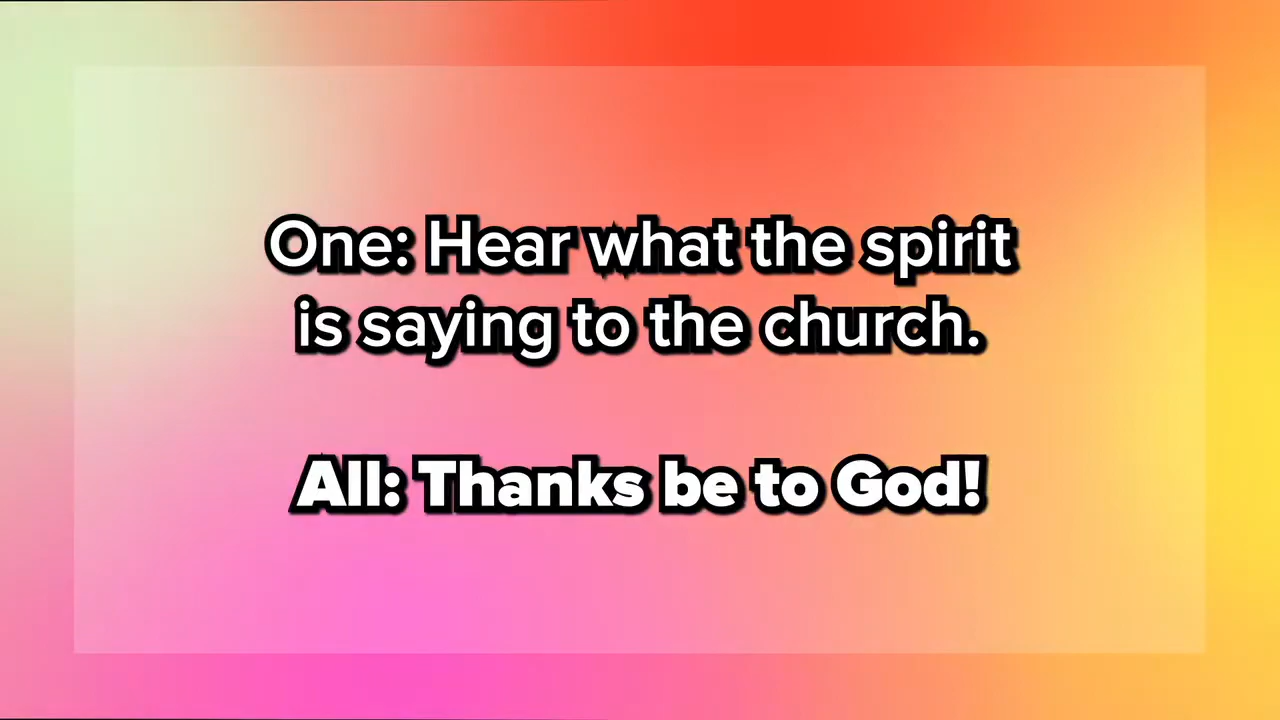 One: Hear what the spirit
is saying to the church.
All: Thanks be to God!